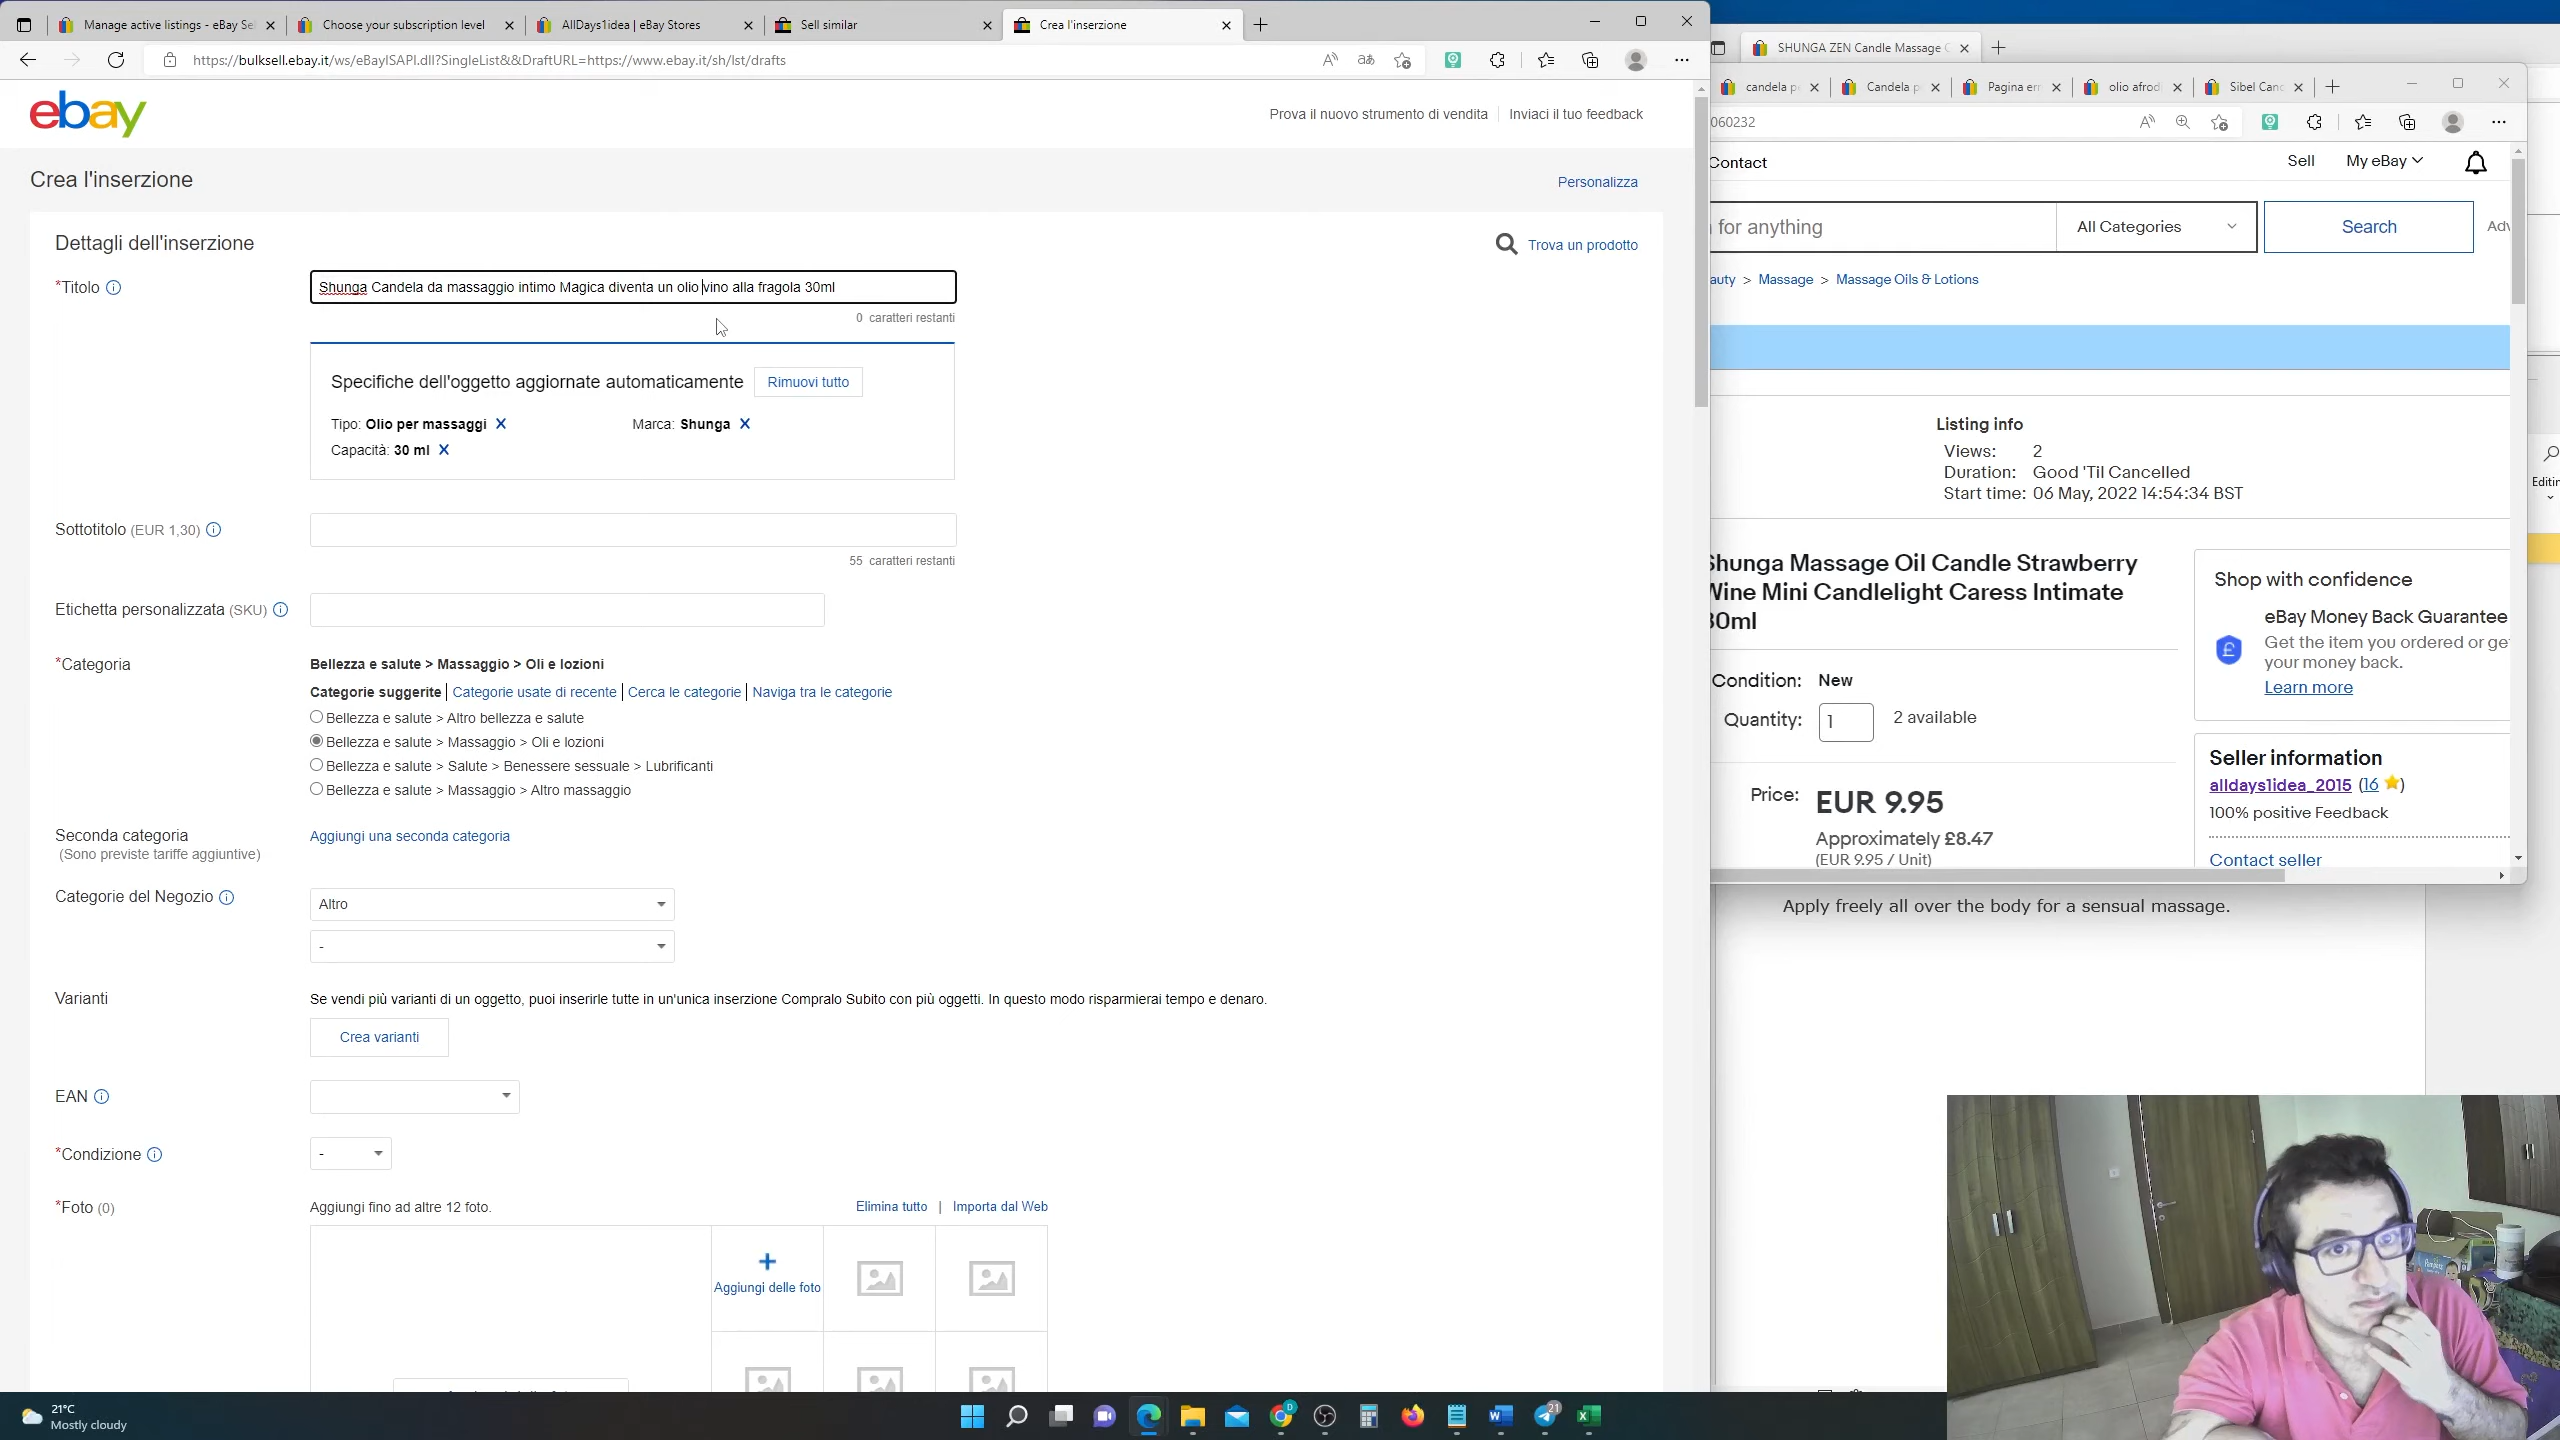 Manage active listings - eBay Se
Choose your subscription level
AllDays1idea | eBay Stores
Sell similar
Crea l'inserzione
https://bulksell.ebay.it/ws/eBayISAPI.dll?SingleList&&DraftURL=https://www.ebay.it/sh/lst/drafts
ebay
Prova il nuovo strumento di vendita
Inviaci il tuo feedback
Crea l'inserzione
Personalizza
Dettagli dell'inserzione
Trova un prodotto
*Titolo
Shunga Candela da massaggio intimo Magica diventa un olio vino alla fragola 30ml
0 caratteri restanti
Specifiche dell'oggetto aggiornate automaticamente
Rimuovi tutto
Tipo: Olio per massaggi X
Marca: Shunga X
Capacità: 30 ml X
Sottotitolo (EUR 1,30)
55 caratteri restanti
Etichetta personalizzata (SKU)
*Categoria
Bellezza e salute > Massaggio > Oli e lozioni
Categorie suggerite | Categorie usate di recente | Cerca le categorie | Naviga tra le categorie
Bellezza e salute > Altro bellezza e salute
Bellezza e salute > Massaggio > Oli e lozioni
Bellezza e salute > Salute > Benessere sessuale > Lubrificanti
Bellezza e salute > Massaggio > Altro massaggio
Seconda categoria
(Sono previste tariffe aggiuntive)
Aggiungi una seconda categoria
Categorie del Negozio
Altro
-
Varianti
Se vendi più varianti di un oggetto, puoi inserirle tutte in un'unica inserzione Compralo Subito con più oggetti. In questo modo risparmierai tempo e denaro.
Crea varianti
EAN
*Condizione
-
*Foto (0)
Aggiungi fino ad altre 12 foto.
Elimina tutto | Importa dal Web
Aggiungi delle foto
SHUNGA ZEN Candle Massage
candela p
Candela p
Pagina err
olio afrod
Sibel Canc
060232
Contact
Sell
My eBay
for anything
All Categories
Search
Adv
auty > Massage > Massage Oils & Lotions
Listing info
Views: 2
Duration: Good 'Til Cancelled
Start time: 06 May, 2022 14:54:34 BST
Editin
Shunga Massage Oil Candle Strawberry
Wine Mini Candlelight Caress Intimate
30ml
Condition: New
Quantity: 1
2 available
Price: EUR 9.95
Approximately £8.47
(EUR 9.95 / Unit)
Shop with confidence
eBay Money Back Guarantee
Get the item you ordered or get
your money back.
Learn more
Seller information
alldays1idea_2015 (16)
100% positive Feedback
Contact seller
Apply freely all over the body for a sensual massage.
21°C
Mostly cloudy
21